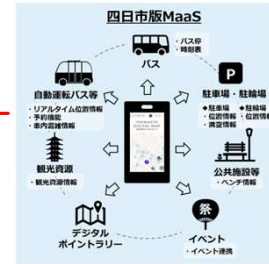 四日市版MaaS
・バス停
・時刻表
バス
P
自動運転バス等
・リアルタイム位置情報
・予約機能
・車内混雑情報
駐車場・駐輪場
◆駐車場 ◆駐輪場
・位置情報 ・位置情報
・満空情報
観光資源
・観光資源情報
公共施設等
・ベンチ情報
デジタル
ポイントラリー
祭
イベント
・イベント連携